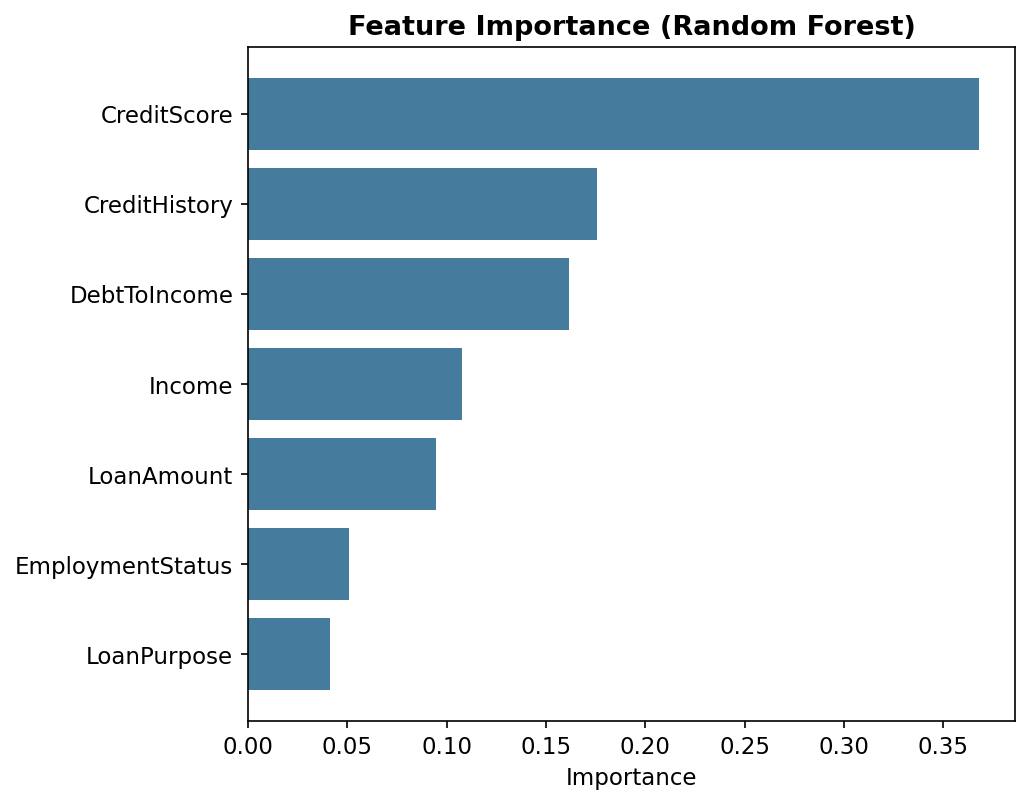 Feature Importance (Random Forest)
CreditScore
CreditHistory
DebtToIncome
Income
LoanAmount
EmploymentStatus
LoanPurpose
0.00 0.05 0.10 0.15 0.20 0.25 0.30 0.35
Importance